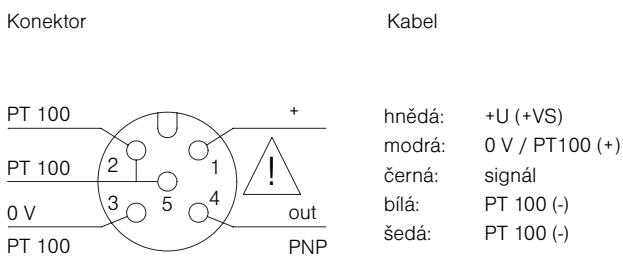 Konektor
Kabel
PT 100
+
2
1
PT 100
!
3
5
4
0 V
out
PT 100
PNP
hnědá: +U (+VS)
modrá: 0 V / PT100 (+)
černá: signál
bílá: PT 100 (-)
šedá: PT 100 (-)